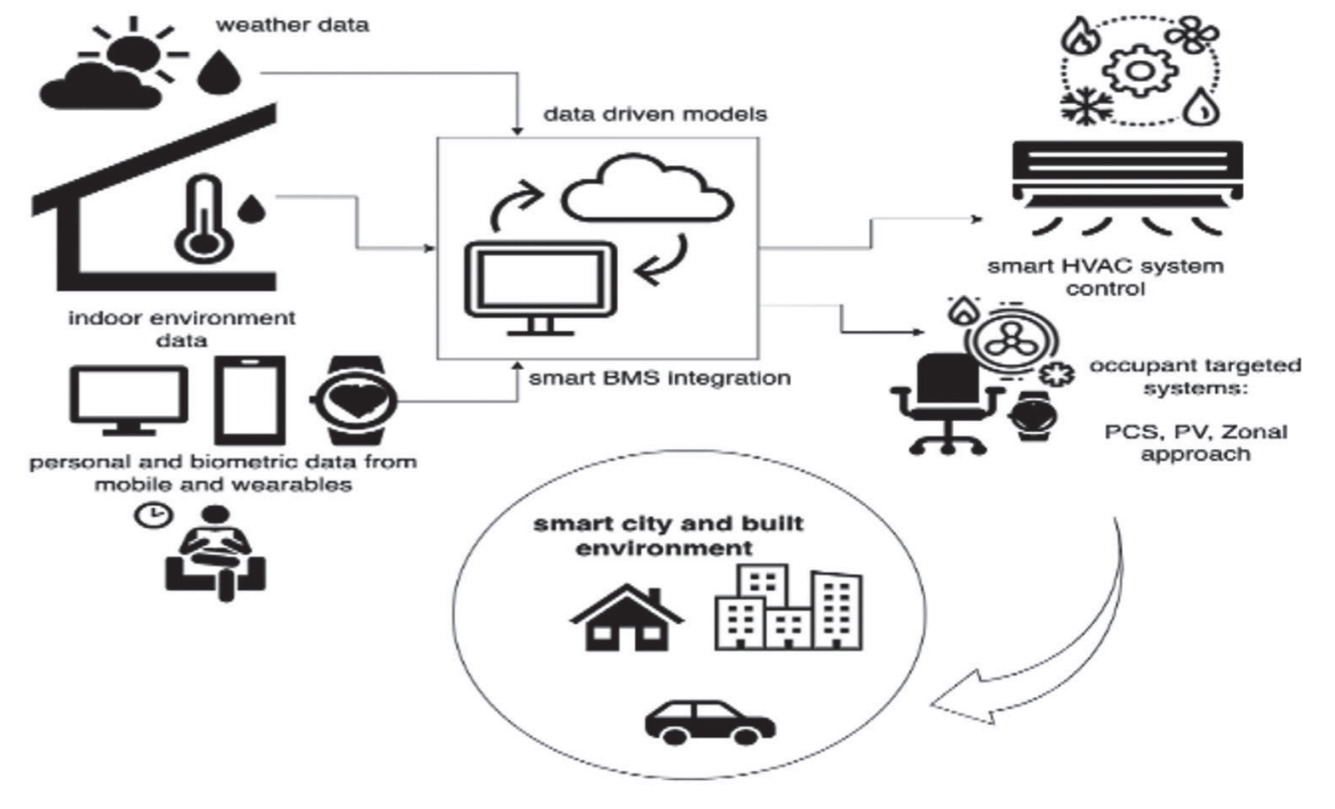 weather data
data driven models
smart HVAC system
control
indoor environment
data
smart BMS integration
occupant targeted
systems:
PCS, PV, Zonal
approach
personal and biometric data from
mobile and wearables
smart city and built
environment